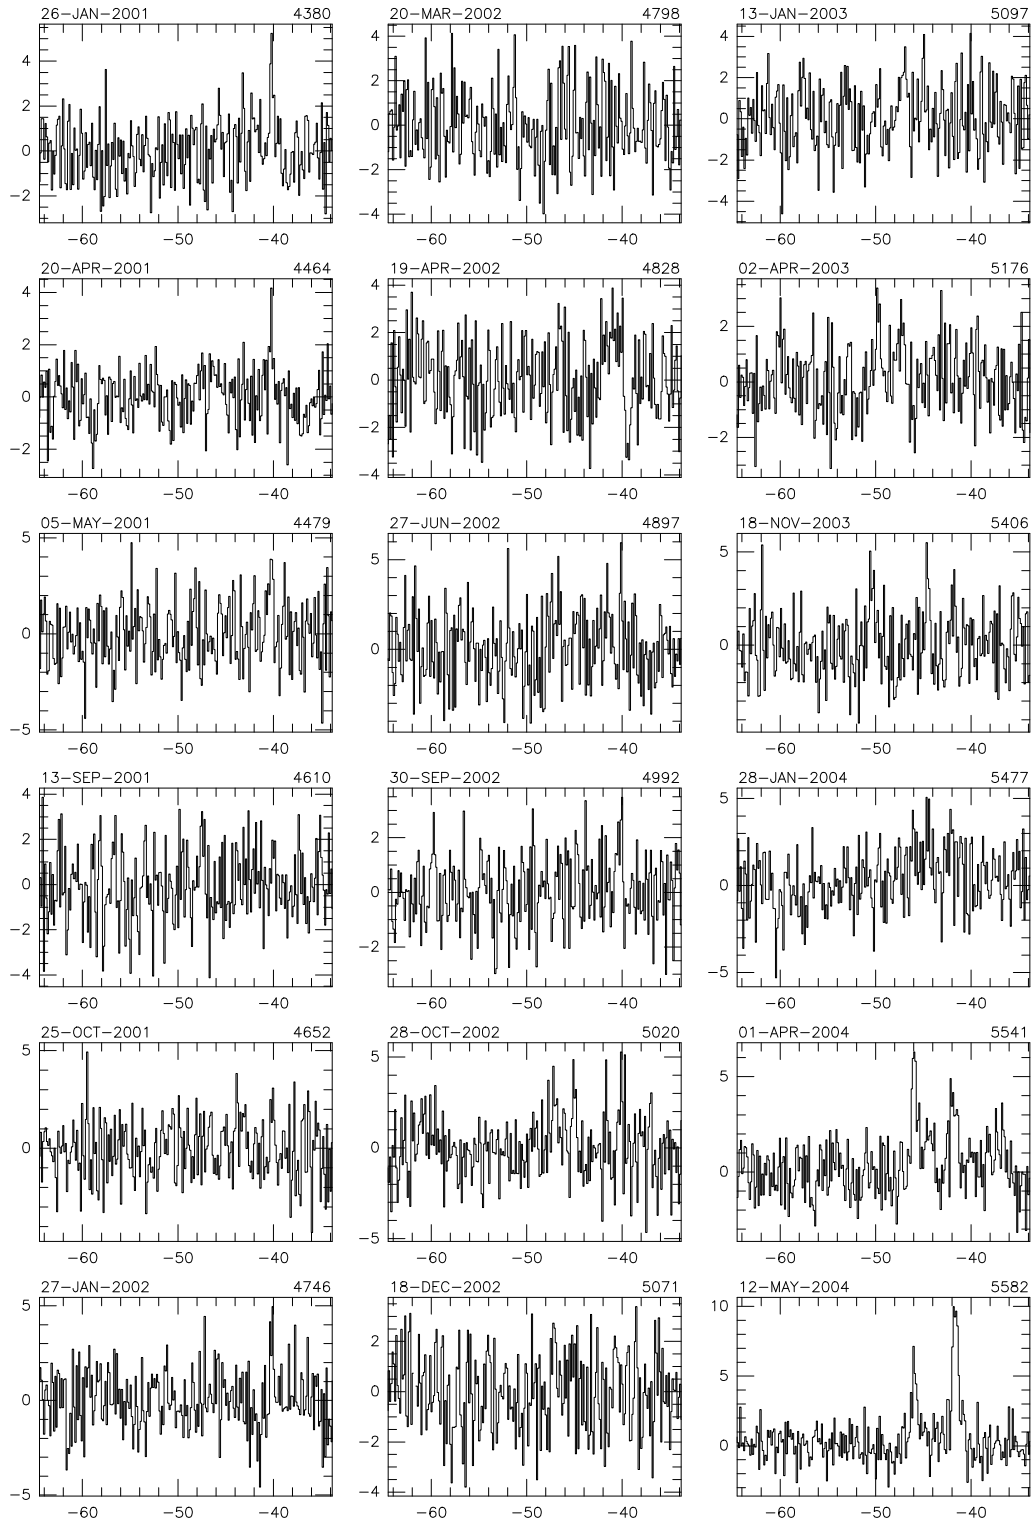 26-JAN-2001 4380 20-MAR-2002 4798 13-JAN-2003 5097
4 4
4
2 2
2
0 0
0
−2 −2
−2
−4 −4
−60 −50 −40 −60 −50 −40 −60 −50 −40
20-APR-2001 4464 19-APR-2002 4828 02-APR-2003 5176
4 4
2
2 2
0 0 0
−2 −2 −2
−4
−60 −50 −40 −60 −50 −40 −60 −50 −40
05-MAY-2001 4479 27-JUN-2002 4897 18-NOV-2003 5406
5 5 5
0 0 0
−5
−60 −50 −40 −60 −50 −40 −60 −50 −40
13-SEP-2001 4610 30-SEP-2002 4992 28-JAN-2004 5477
4 5
2 2
0 0 0
−2 −2
−4 −5
−60 −50 −40 −60 −50 −40 −60 −50 −40
25-OCT-2001 4652 28-OCT-2002 5020 01-APR-2004 5541
5 5 6
4
2
0 0 0
−2
−5
−60 −50 −40 −60 −50 −40 −60 −50 −40
27-JAN-2002 4746 18-DEC-2002 5071 12-MAY-2004 5582
5 10
2
5
0 0
0
−2
−5 −4
−60 −50 −40 −60 −50 −40 −60 −50 −40